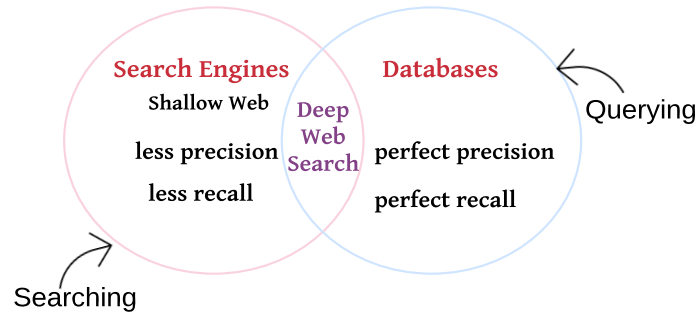 Search Engines
Shallow Web
less precision
less recall
Deep
Web
Search
Databases
perfect precision
perfect recall
Querying
Searching